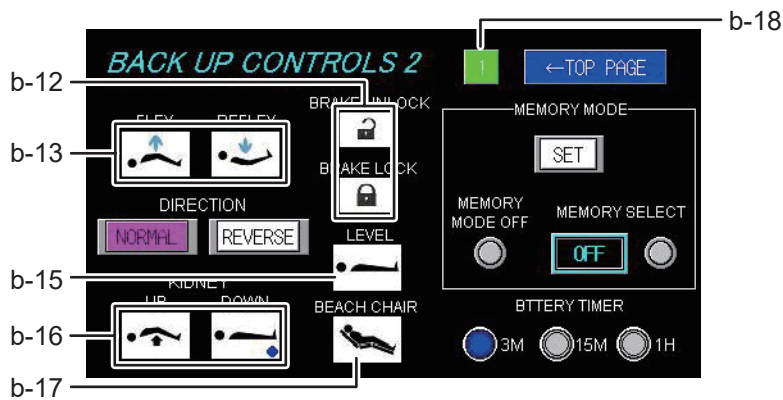 b-18
BACK UP CONTROLS 2
1
←TOP PAGE
b-12
BRAKE UNLOCK
MEMORY MODE
FLEX
REFLEX
b-13
SET
BRAKE LOCK
DIRECTION
MEMORY
MODE OFF
MEMORY SELECT
NORMAL
REVERSE
LEVEL
OFF
b-15
KIDNEY
UP
DOWN
BEACH CHAIR
BTTERY TIMER
b-16
3M
15M
1H
b-17